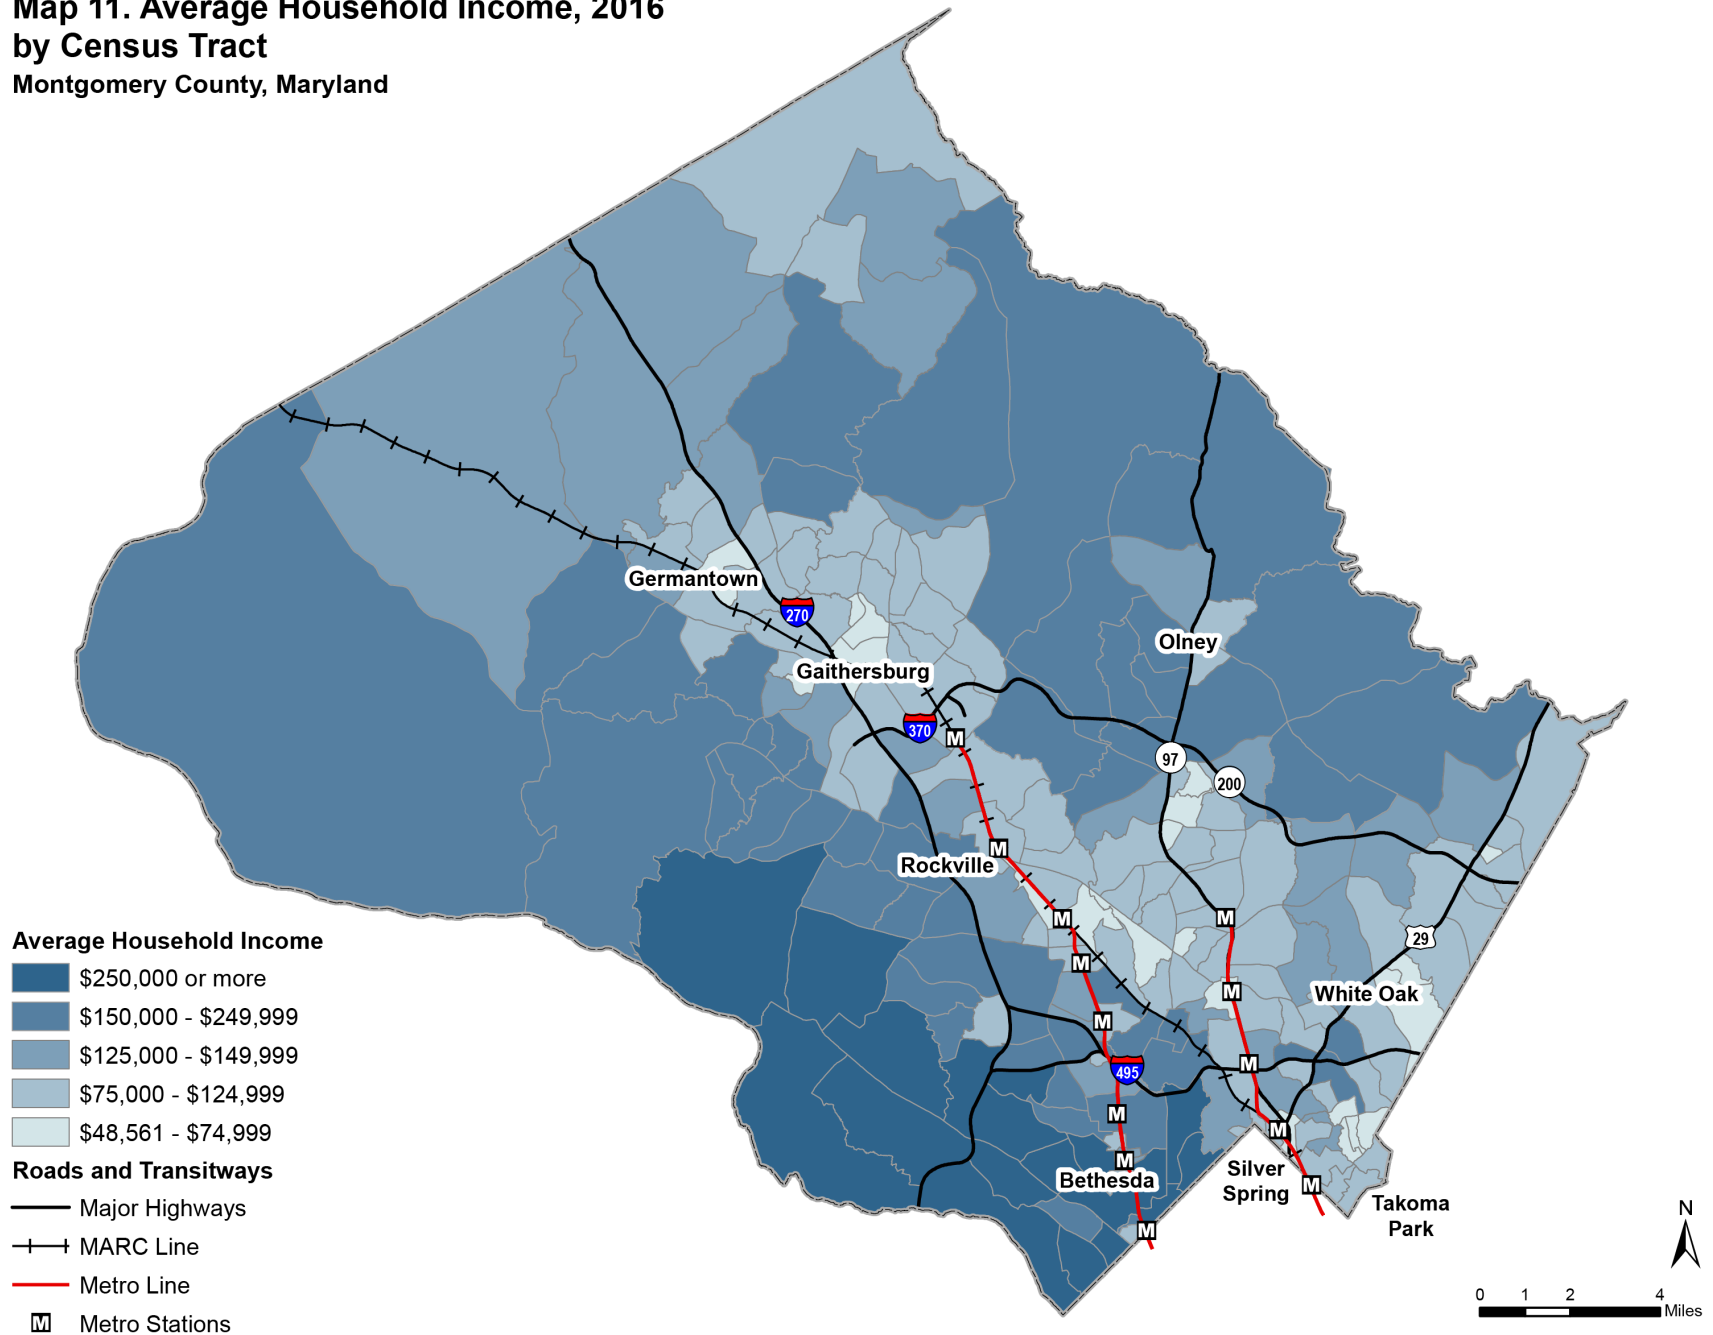 Map 11. Average Household Income, 2016
by Census Tract
Montgomery County, Maryland
Germantown
270
Gaithersburg
Olney
370
M
97
200
M
Rockville
M
M
29
M
White Oak
M
M
M
495
M
M
M
Bethesda
Silver
Spring
M
Takoma
Park
M
Average Household Income
$250,000 or more
$150,000 - $249,999
$125,000 - $149,999
$75,000 - $124,999
$48,561 - $74,999
Roads and Transitways
Major Highways
MARC Line
Metro Line
M Metro Stations
N
0 1 2 4
Miles